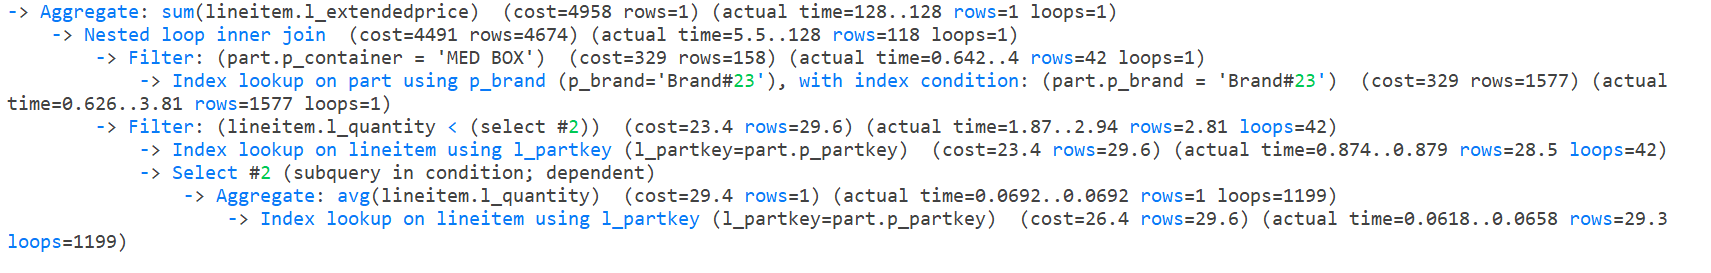 -> Aggregate: sum(lineitem.l_extendedprice)  (cost=4958 rows=1) (actual time=128..128 rows=1 loops=1)
    -> Nested loop inner join  (cost=4491 rows=4674) (actual time=5.5..128 rows=118 loops=1)
        -> Filter: (part.p_container = 'MED BOX')  (cost=329 rows=158) (actual time=0.642..4 rows=42 loops=1)
            -> Index lookup on part using p_brand (p_brand='Brand#23'), with index condition: (part.p_brand = 'Brand#23')  (cost=329 rows=1577) (actual
time=0.626..3.81 rows=1577 loops=1)
        -> Filter: (lineitem.l_quantity < (select #2))  (cost=23.4 rows=29.6) (actual time=1.87..2.94 rows=2.81 loops=42)
            -> Index lookup on lineitem using l_partkey (l_partkey=part.p_partkey)  (cost=23.4 rows=29.6) (actual time=0.874..0.879 rows=28.5 loops=42)
            -> Select #2 (subquery in condition; dependent)
                -> Aggregate: avg(lineitem.l_quantity)  (cost=29.4 rows=1) (actual time=0.0692..0.0692 rows=1 loops=1199)
                    -> Index lookup on lineitem using l_partkey (l_partkey=part.p_partkey)  (cost=26.4 rows=29.6) (actual time=0.0618..0.0658 rows=29.3
loops=1199)